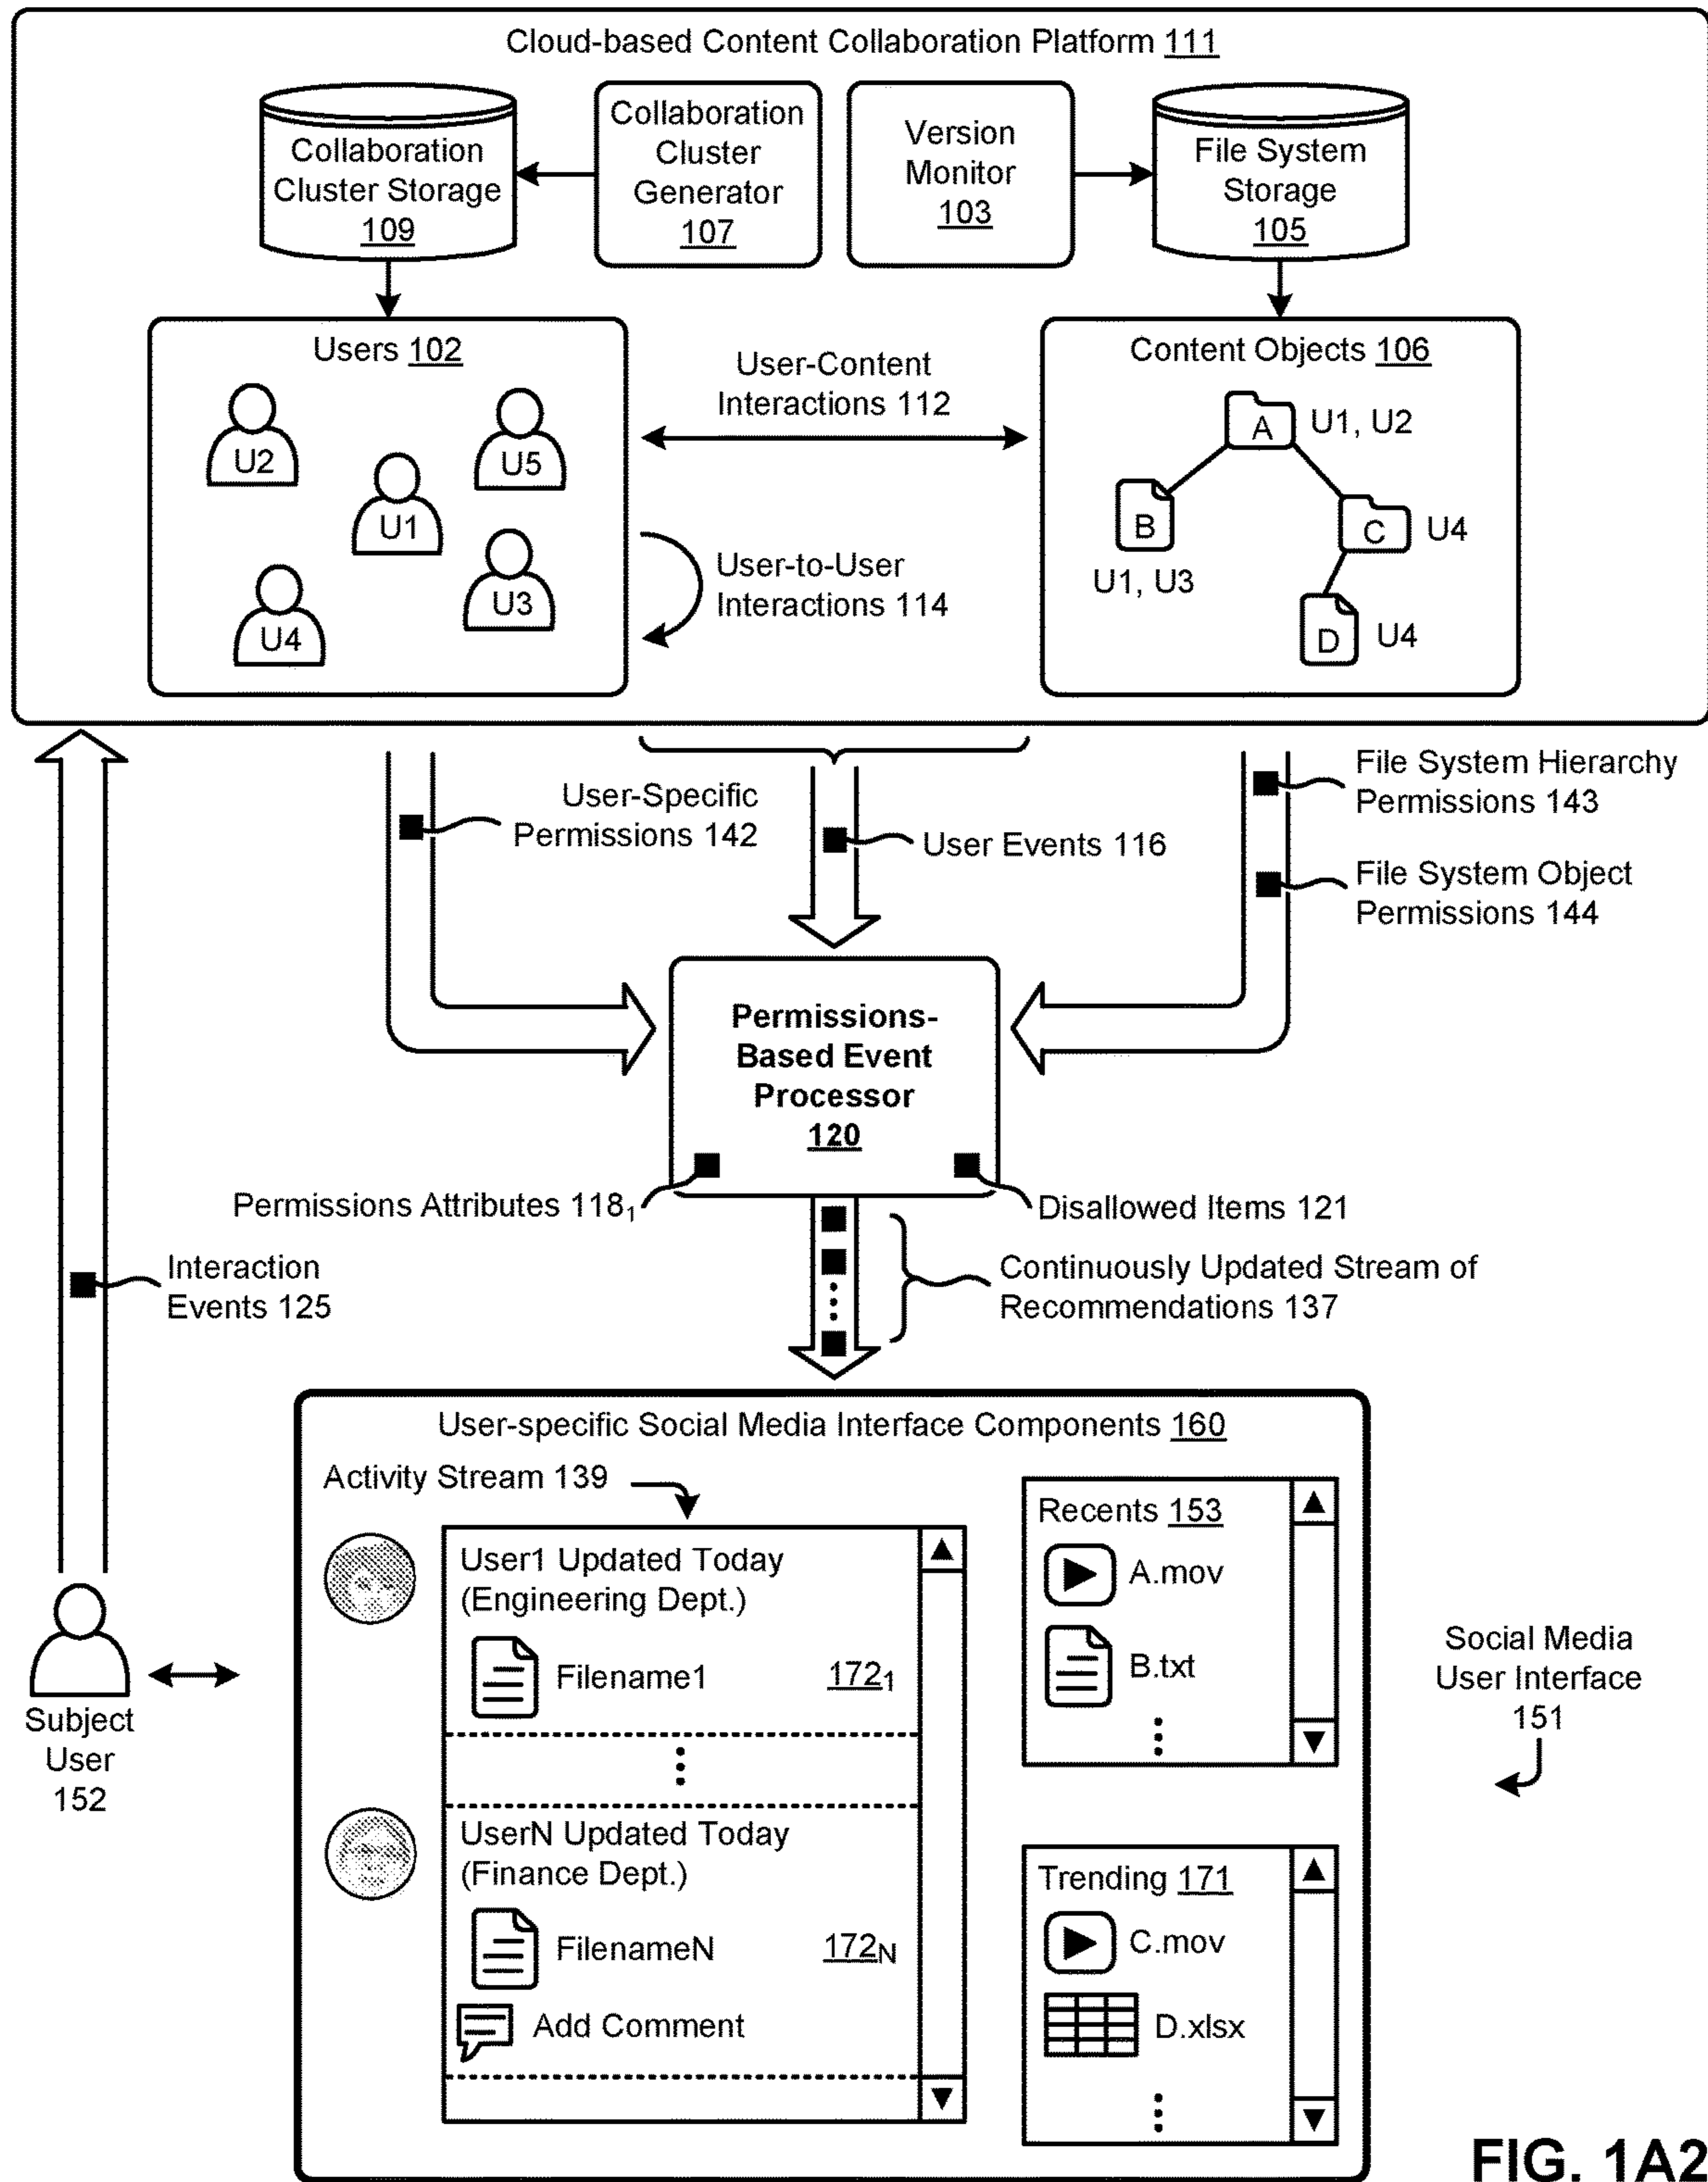 Cloud-based Content Collaboration Platform 111
Collaboration
Cluster Storage
109
Collaboration
Cluster
Generator
107
Version
Monitor
103
File System
Storage
105
Users 102
U2
U5
U1
U3
U4
User-Content
Interactions 112
User-to-User
Interactions 114
Content Objects 106
A
U1, U2
B
U1, U3
C
U4
D
U4
User-Specific
Permissions 142
User Events 116
File System Hierarchy
Permissions 143
File System Object
Permissions 144
Permissions-
Based Event
Processor
120
Permissions Attributes 118₁
Disallowed Items 121
Interaction
Events 125
Continuously Updated Stream of
Recommendations 137
User-specific Social Media Interface Components 160
Activity Stream 139
User1 Updated Today
(Engineering Dept.)
Filename1
172₁
UserN Updated Today
(Finance Dept.)
FilenameN
172N
Add Comment
Recents 153
A.mov
B.txt
Trending 171
C.mov
D.xlsx
Subject
User
152
Social Media
User Interface
151
FIG. 1A2